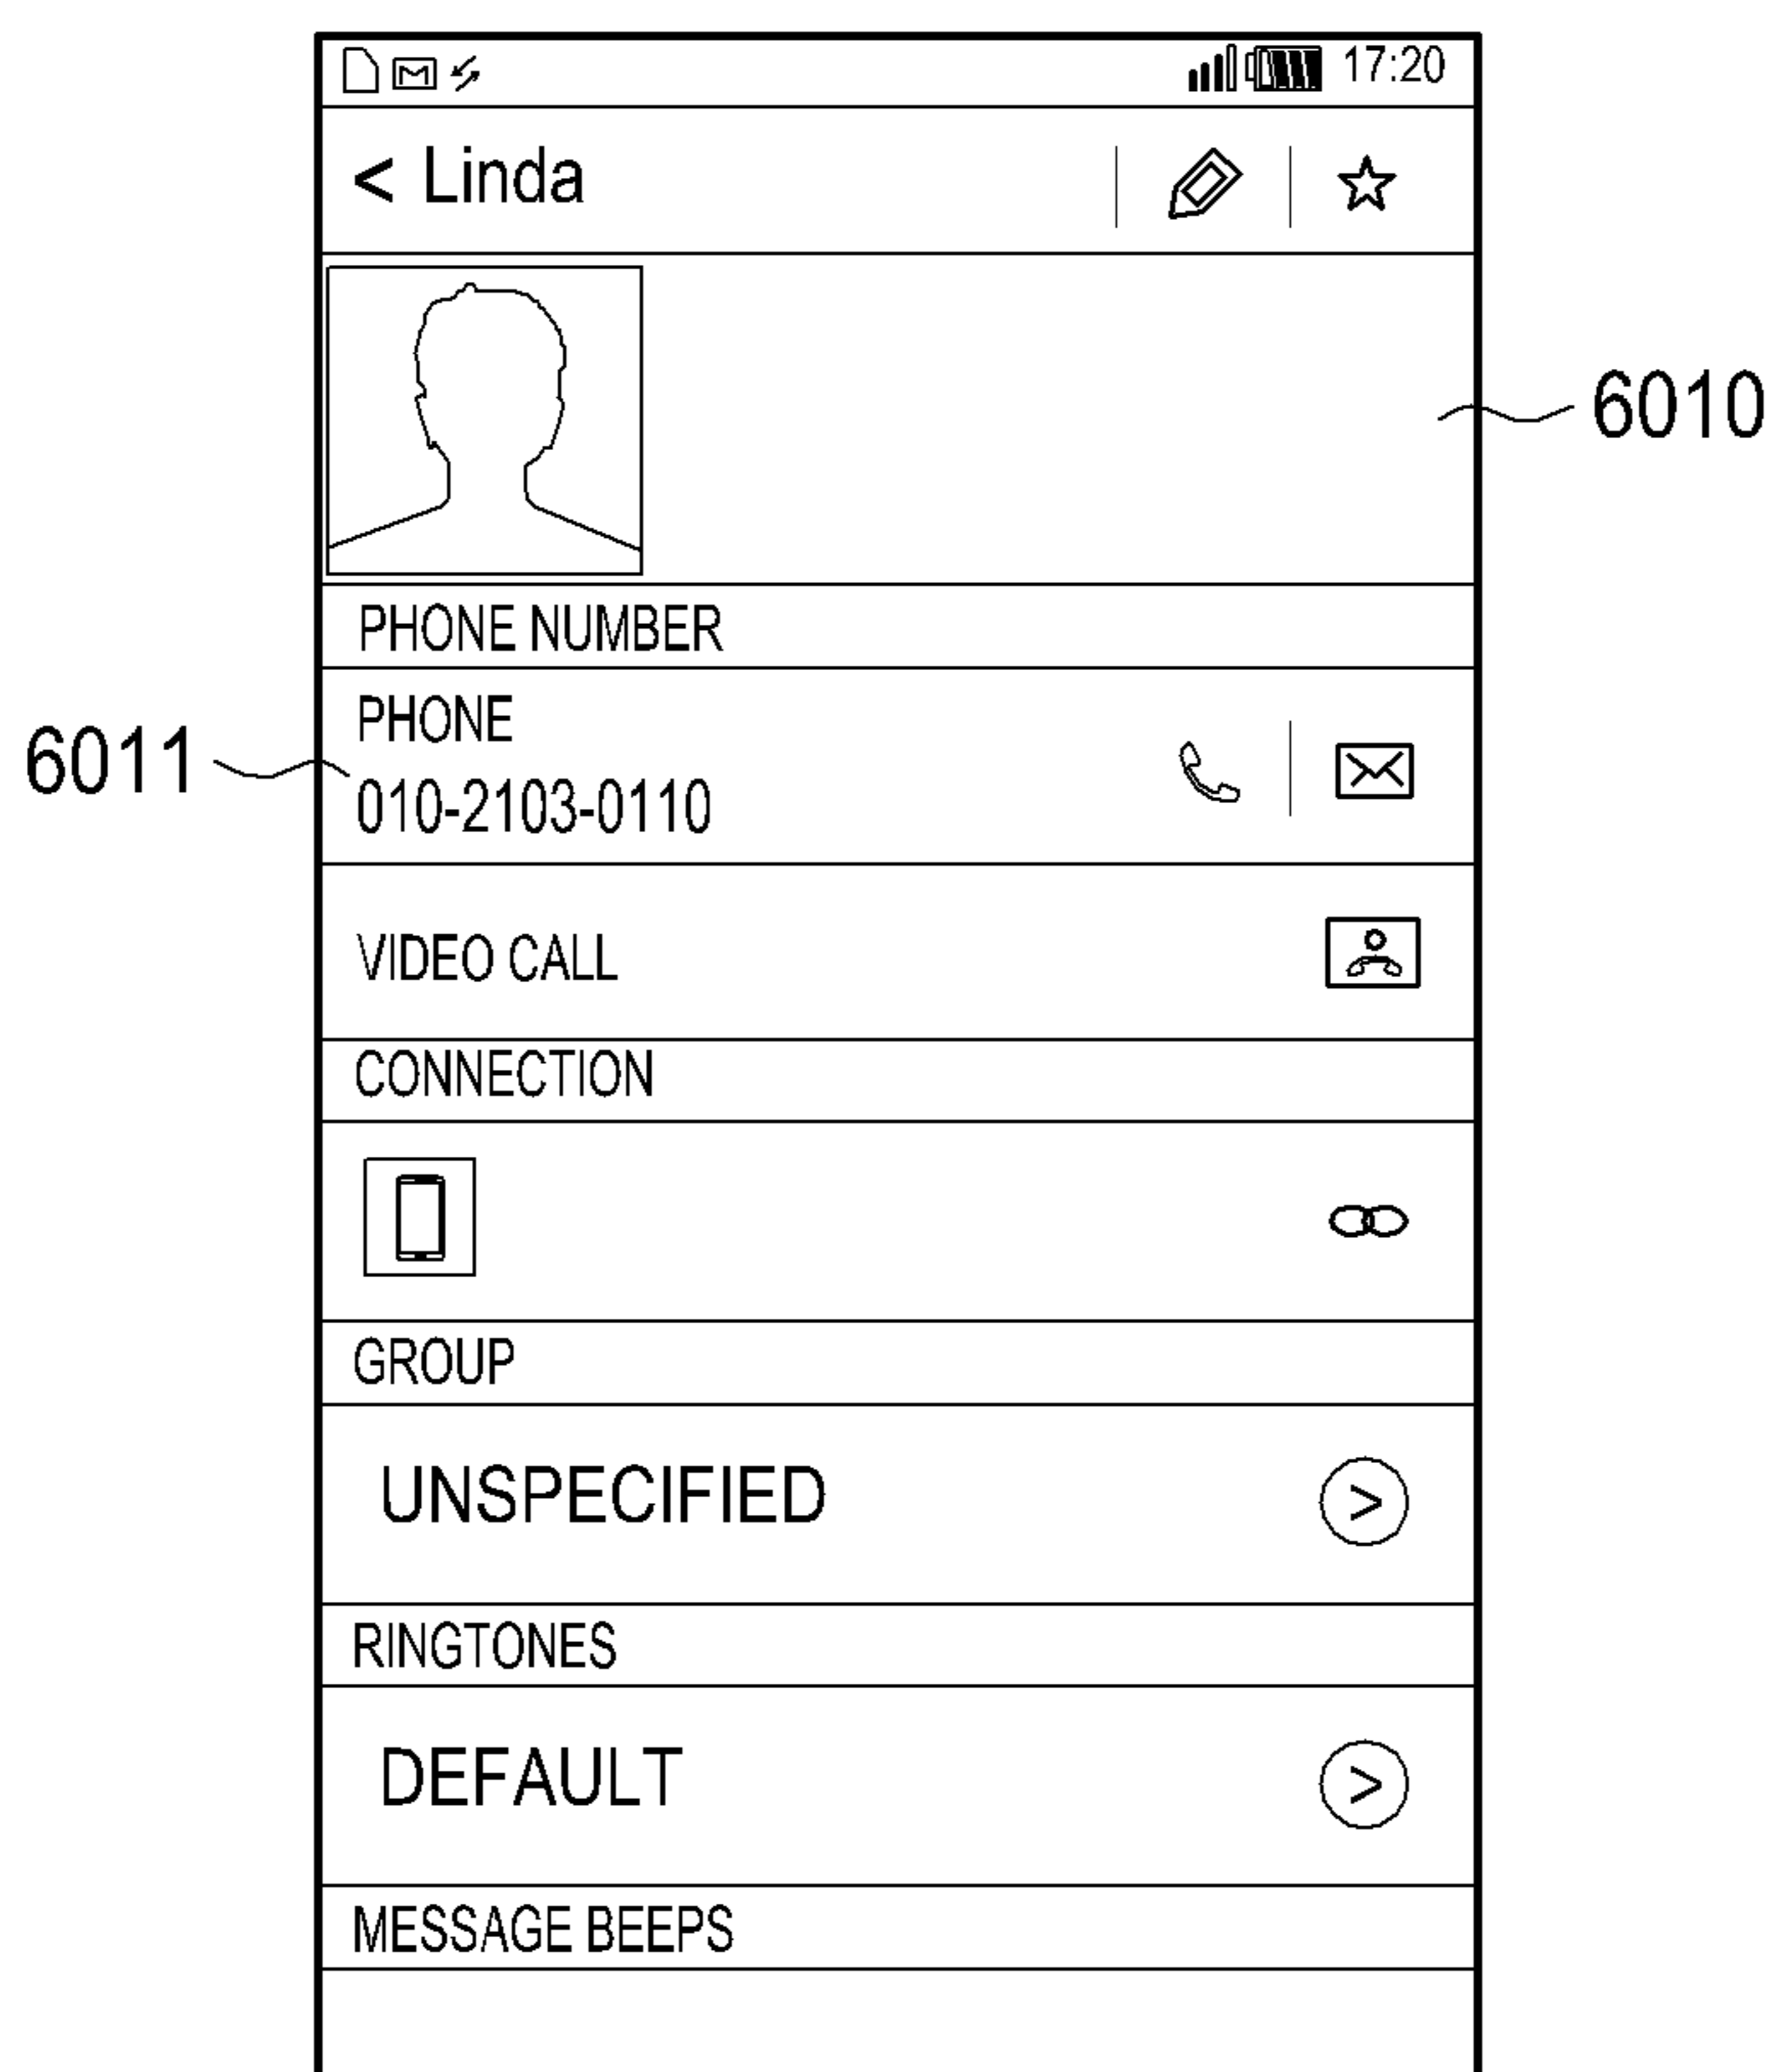 17:20
< Linda
6010
PHONE NUMBER
PHONE
6011
010-2103-0110
VIDEO CALL
CONNECTION
GROUP
UNSPECIFIED
>
RINGTONES
DEFAULT
>
MESSAGE BEEPS